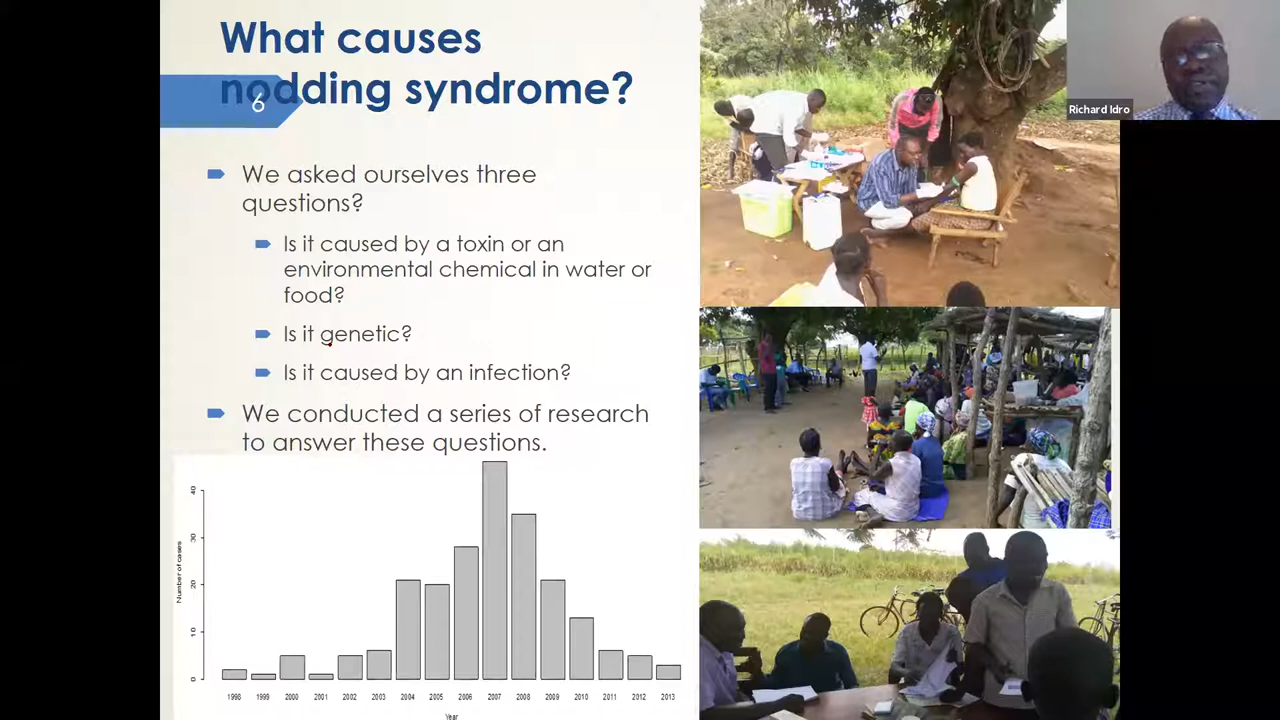 What causes
nodding syndrome?
6
We asked ourselves three
questions?
Is it caused by a toxin or an
environmental chemical in water or
food?
Is it genetic?
Is it caused by an infection?
We conducted a series of research
to answer these questions.
Number of cases
40
30
20
10
0
1998 1999 2000 2001 2002 2003 2004 2005 2006 2007 2008 2009 2010 2011 2012 2013
Year
Richard Idro